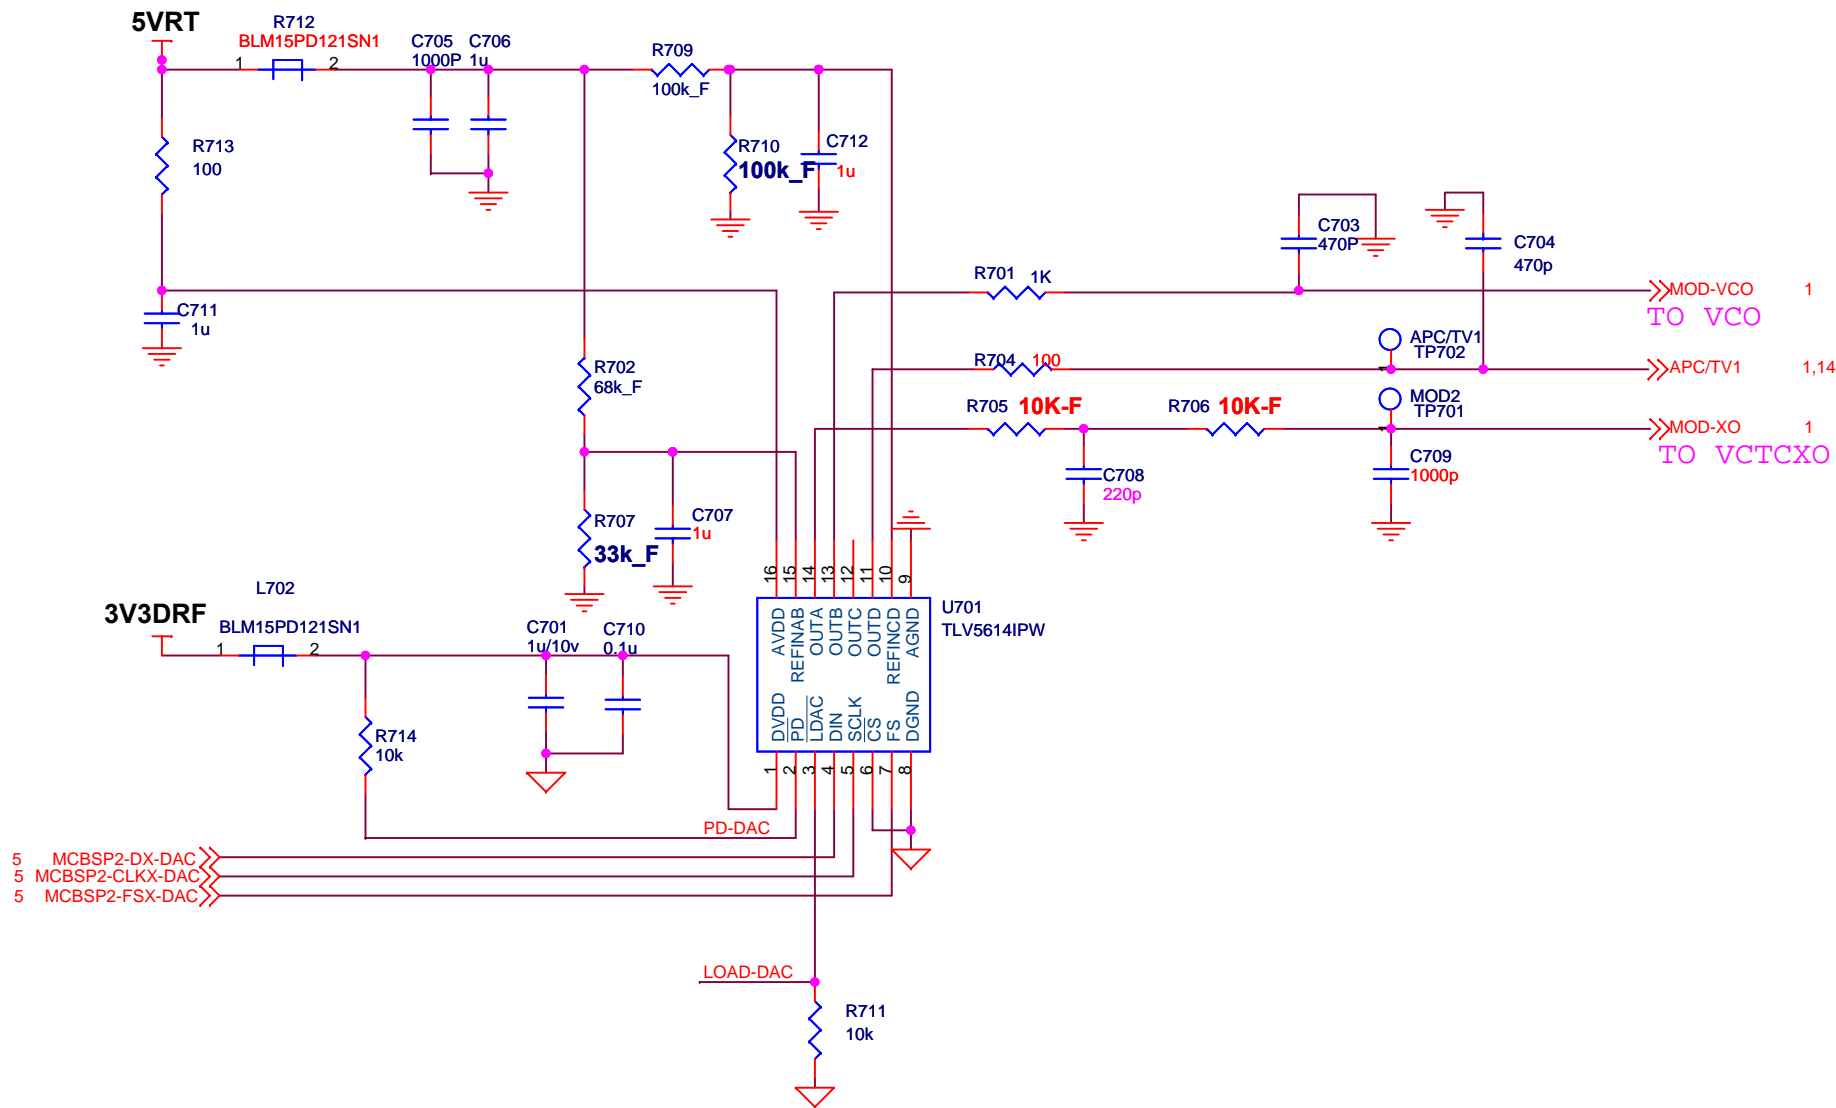 5VRT
R712
BLM15PD121SN1
1
2
C705
1000P
C706
1u
R709
100k_F
R713
100
R710
100k_F
C712
1u
C703
470P
C704
470p
R701
1K
MOD-VCO
1
TO VCO
C711
1u
APC/TV1
TP702
1
R704
100
APC/TV1
1,14
R702
68k_F
MOD2
TP701
1
R705
10K-F
R706
10K-F
MOD-XO
1
TO VCTCXO
C708
220p
C709
1000p
R707
33k_F
C707
1u
16
15
14
13
12
11
10
9
AVDD
REFINAB
OUTA
OUTB
OUTC
OUTD
REFINCD
AGND
U701
TLV5614IPW
L702
3V3DRF
BLM15PD121SN1
1
2
C701
1u/10v
C710
0.1u
DVDD
PD
LDAC
DIN
SCLK
CS
FS
DGND
1
2
3
4
5
6
7
8
R714
10k
PD-DAC
5 MCBSP2-DX-DAC
5 MCBSP2-CLKX-DAC
5 MCBSP2-FSX-DAC
LOAD-DAC
R711
10k